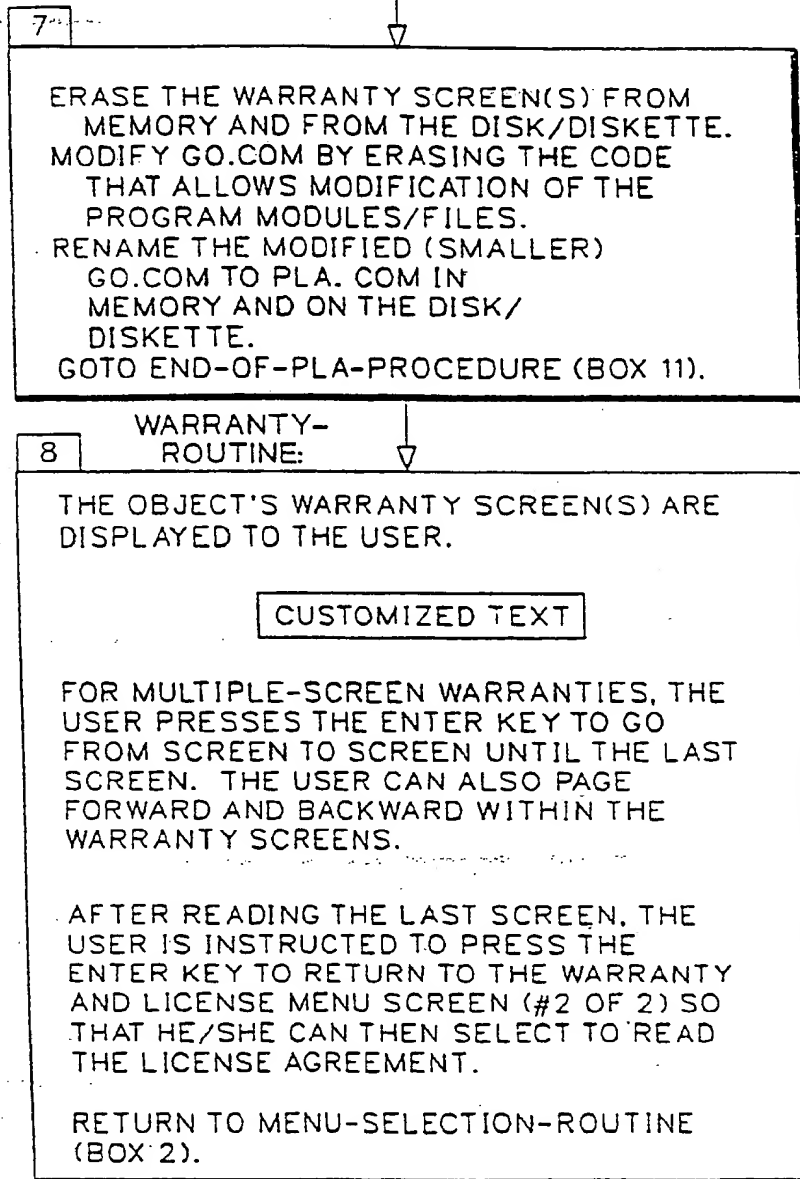 7
ERASE THE WARRANTY SCREEN(S) FROM
MEMORY AND FROM THE DISK/DISKETTE.
MODIFY GO.COM BY ERASING THE CODE
THAT ALLOWS MODIFICATION OF THE
PROGRAM MODULES/FILES.
RENAME THE MODIFIED (SMALLER)
GO.COM TO PLA. COM IN
MEMORY AND ON THE DISK/
DISKETTE.
GOTO END-OF-PLA-PROCEDURE (BOX 11).
WARRANTY-
ROUTINE:
8
THE OBJECT'S WARRANTY SCREEN(S) ARE
DISPLAYED TO THE USER.
CUSTOMIZED TEXT
FOR MULTIPLE-SCREEN WARRANTIES, THE
USER PRESSES THE ENTER KEY TO GO
FROM SCREEN TO SCREEN UNTIL THE LAST
SCREEN. THE USER CAN ALSO PAGE
FORWARD AND BACKWARD WITHIN THE
WARRANTY SCREENS.
AFTER READING THE LAST SCREEN, THE
USER IS INSTRUCTED TO PRESS THE
ENTER KEY TO RETURN TO THE WARRANTY
AND LICENSE MENU SCREEN (#2 OF 2) SO
THAT HE/SHE CAN THEN SELECT TO READ
THE LICENSE AGREEMENT.
RETURN TO MENU-SELECTION-ROUTINE
(BOX 2).